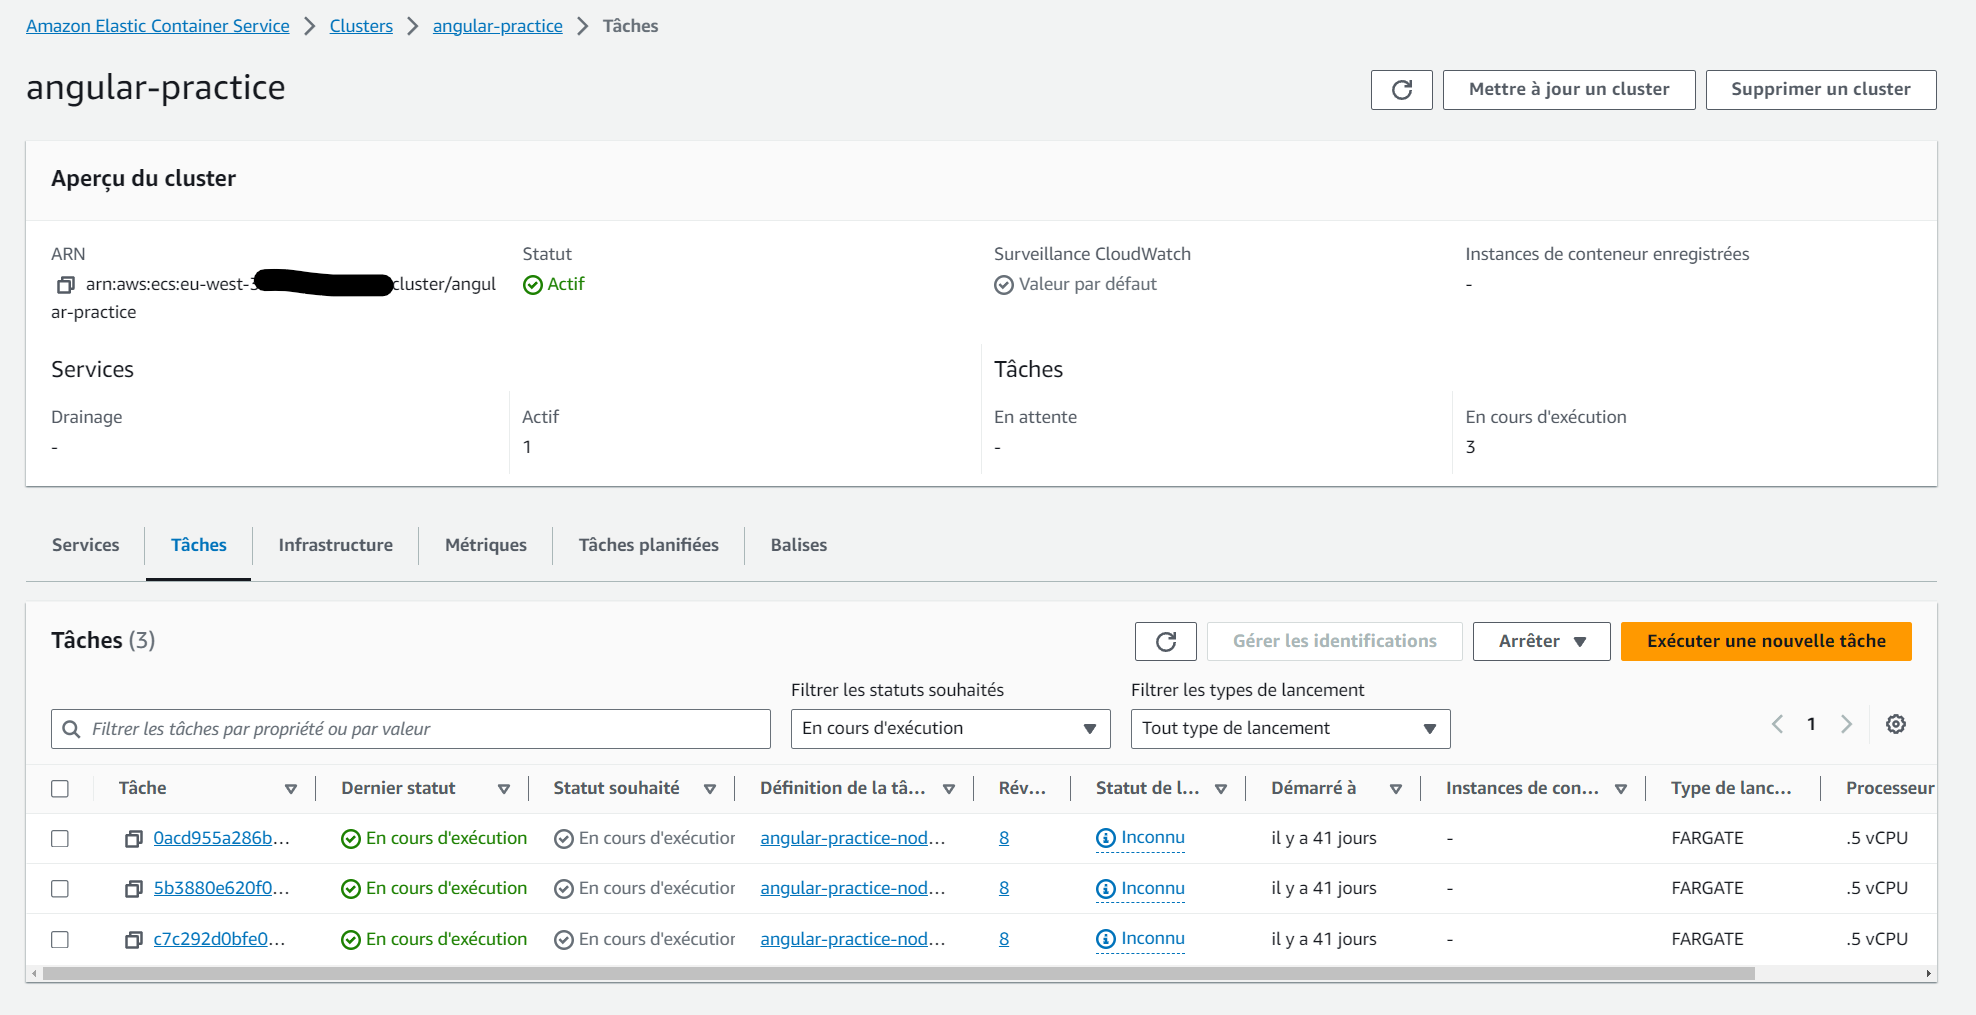 Amazon Elastic Container Service > Clusters > angular-practice > Tâches
angular-practice
Mettre à jour un cluster Supprimer un cluster
Aperçu du cluster
ARN Statut Surveillance CloudWatch Instances de conteneur enregistrées
arn:aws:ecs:eu-west-3 cluster/angul Actif Valeur par défaut -
ar-practice
Services Tâches
Drainage Actif En attente En cours d'exécution
- 1 - 3
Services Tâches Infrastructure Métriques Tâches planifiées Balises
Tâches (3) Gérer les identifications Arrêter Exécuter une nouvelle tâche
Filtrer les statuts souhaités Filtrer les types de lancement
Filtrer les tâches par propriété ou par valeur En cours d'exécution Tout type de lancement 1
Tâche Dernier statut Statut souhaité Définition de la tâ... Rév... Statut de l... Démarré à Instances de con... Type de lanc... Processeur
0acd955a286b... En cours d'exécution En cours d'exécution angular-practice-nod... 8 Inconnu il y a 41 jours - FARGATE .5 vCPU
5b3880e620f0... En cours d'exécution En cours d'exécution angular-practice-nod... 8 Inconnu il y a 41 jours - FARGATE .5 vCPU
c7c292d0bfe0... En cours d'exécution En cours d'exécution angular-practice-nod... 8 Inconnu il y a 41 jours - FARGATE .5 vCPU